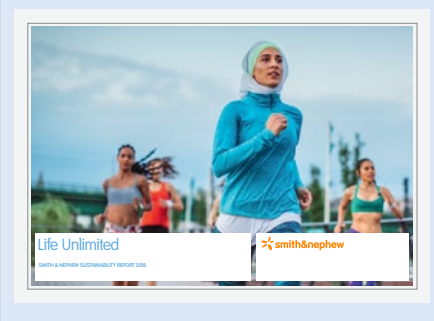 Life Unlimited
SMITH & NEPHEW SUSTAINABILITY REPORT 2018
smith&nephew